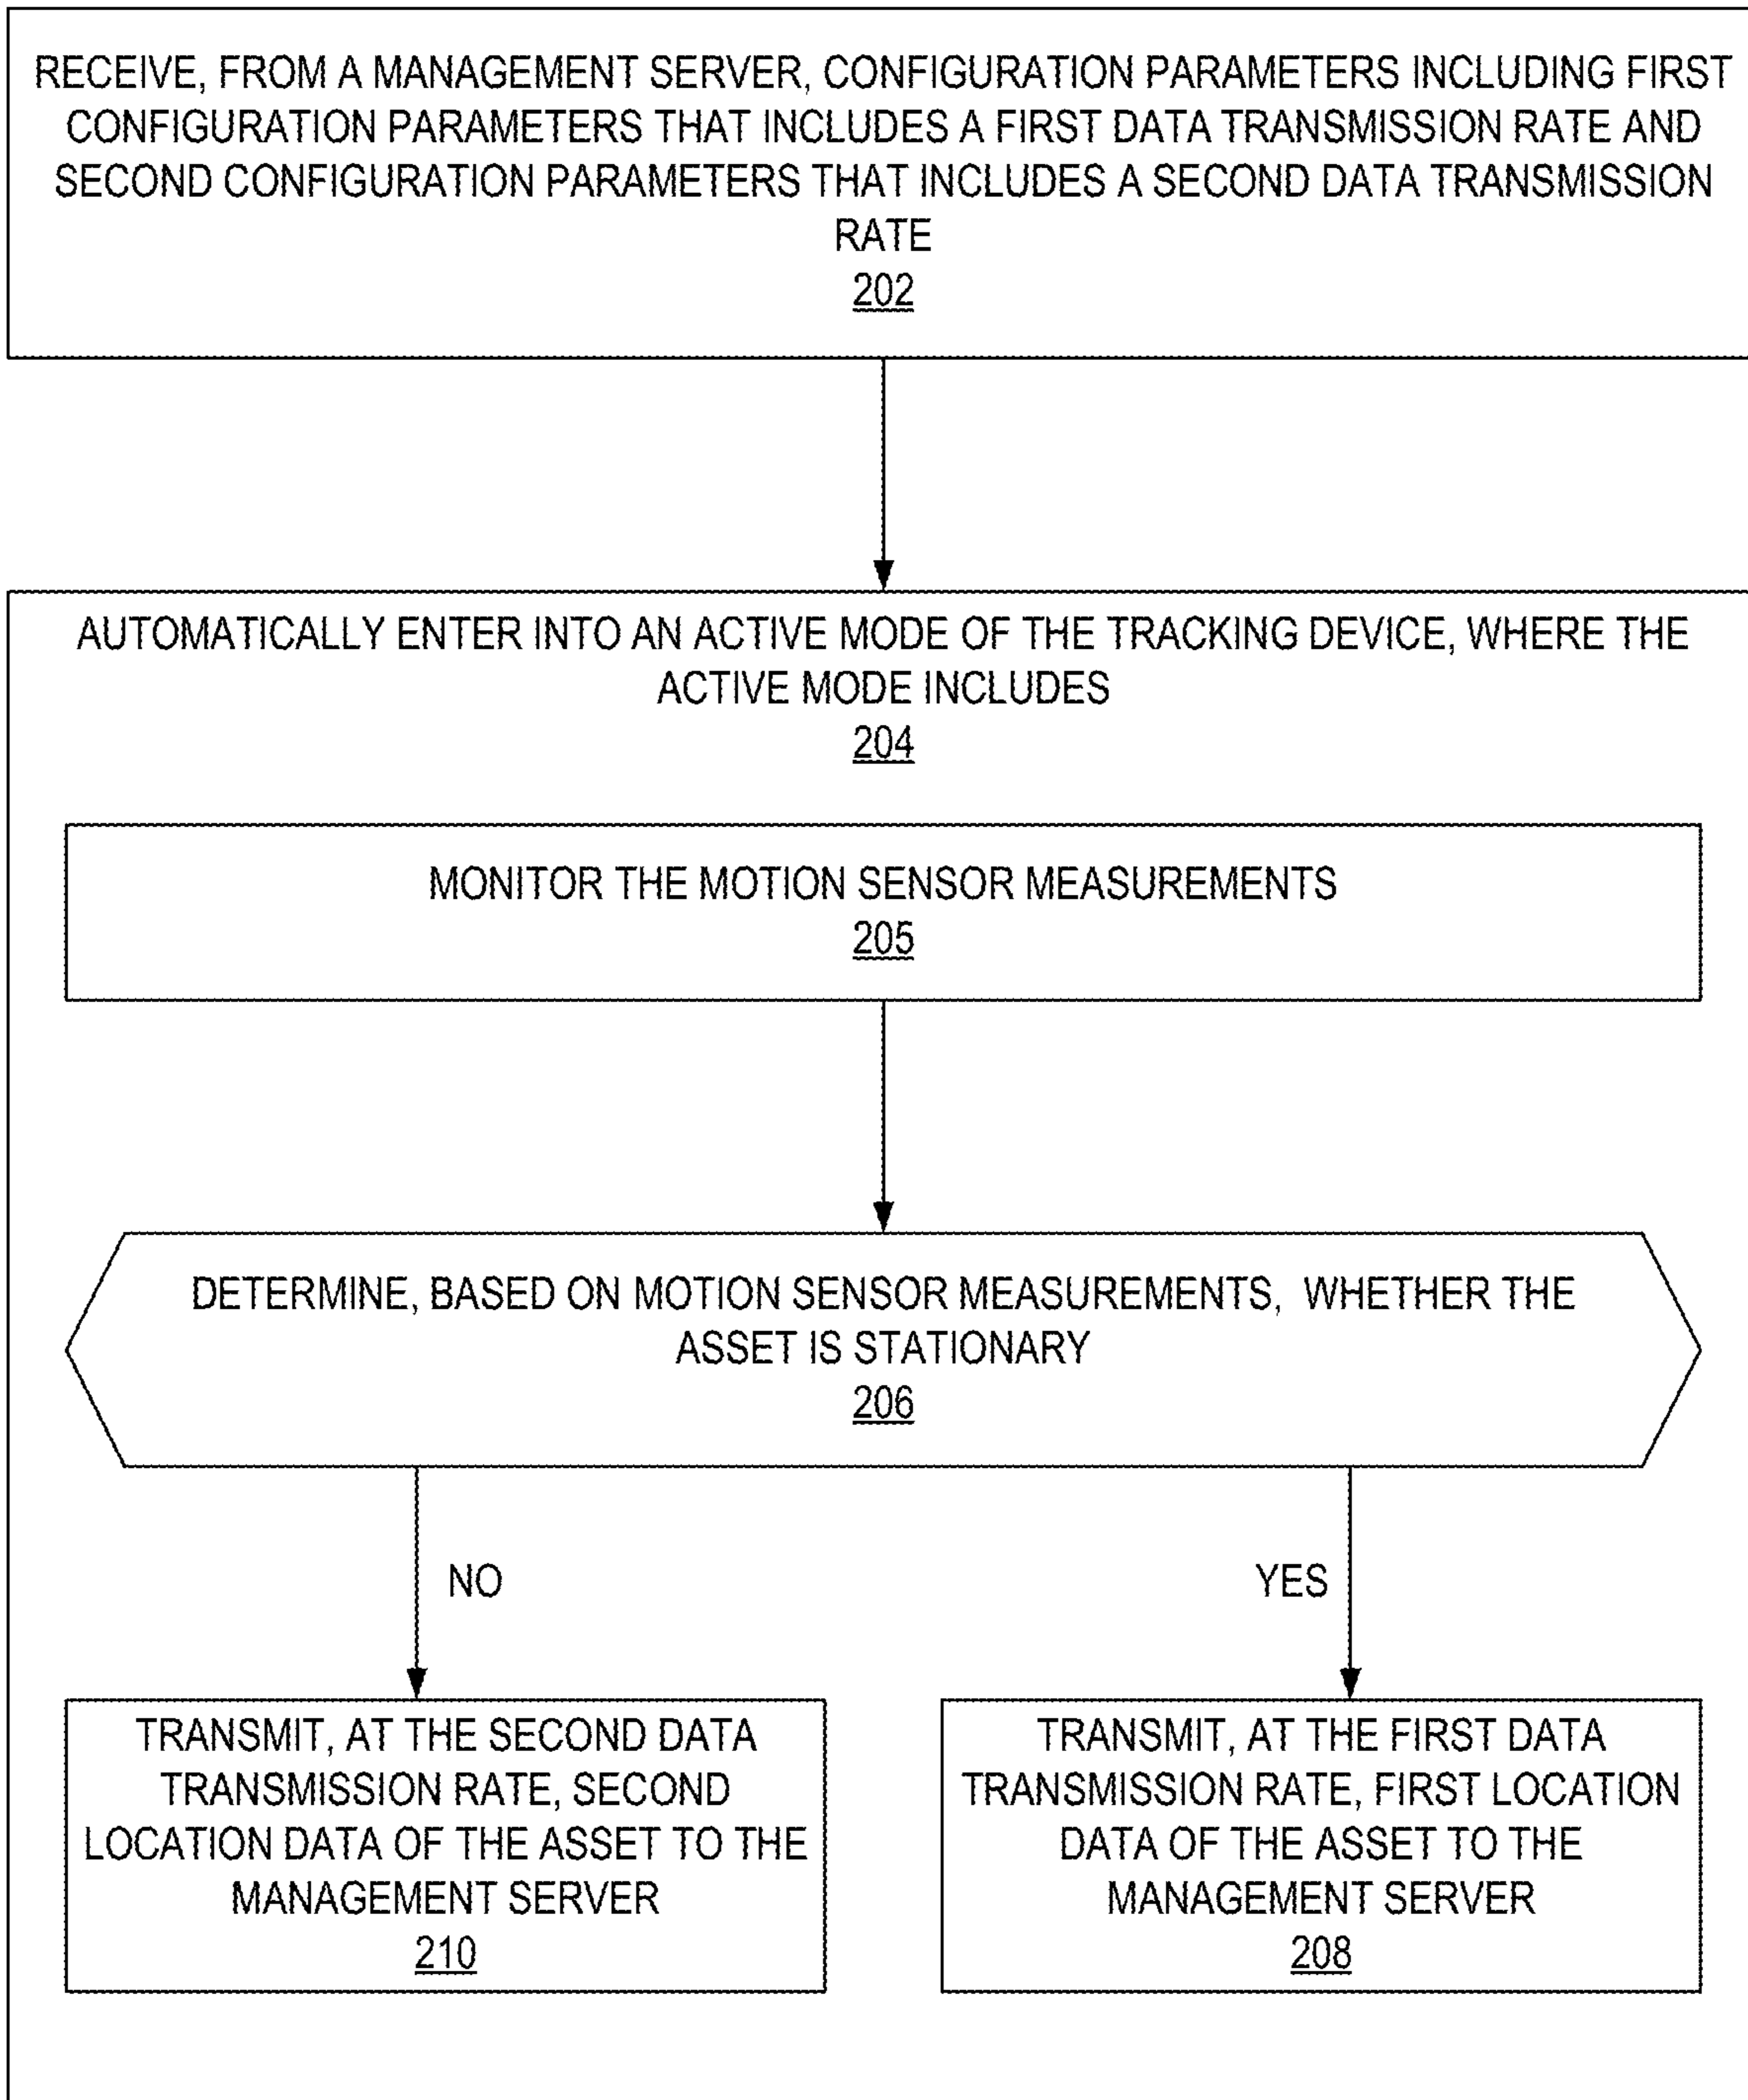 RECEIVE, FROM A MANAGEMENT SERVER, CONFIGURATION PARAMETERS INCLUDING FIRST
CONFIGURATION PARAMETERS THAT INCLUDES A FIRST DATA TRANSMISSION RATE AND
SECOND CONFIGURATION PARAMETERS THAT INCLUDES A SECOND DATA TRANSMISSION
RATE
202
AUTOMATICALLY ENTER INTO AN ACTIVE MODE OF THE TRACKING DEVICE, WHERE THE
ACTIVE MODE INCLUDES
204
MONITOR THE MOTION SENSOR MEASUREMENTS
205
DETERMINE, BASED ON MOTION SENSOR MEASUREMENTS, WHETHER THE
ASSET IS STATIONARY
206
NO
YES
TRANSMIT, AT THE SECOND DATA
TRANSMISSION RATE, SECOND
LOCATION DATA OF THE ASSET TO THE
MANAGEMENT SERVER
210
TRANSMIT, AT THE FIRST DATA
TRANSMISSION RATE, FIRST LOCATION
DATA OF THE ASSET TO THE
MANAGEMENT SERVER
208